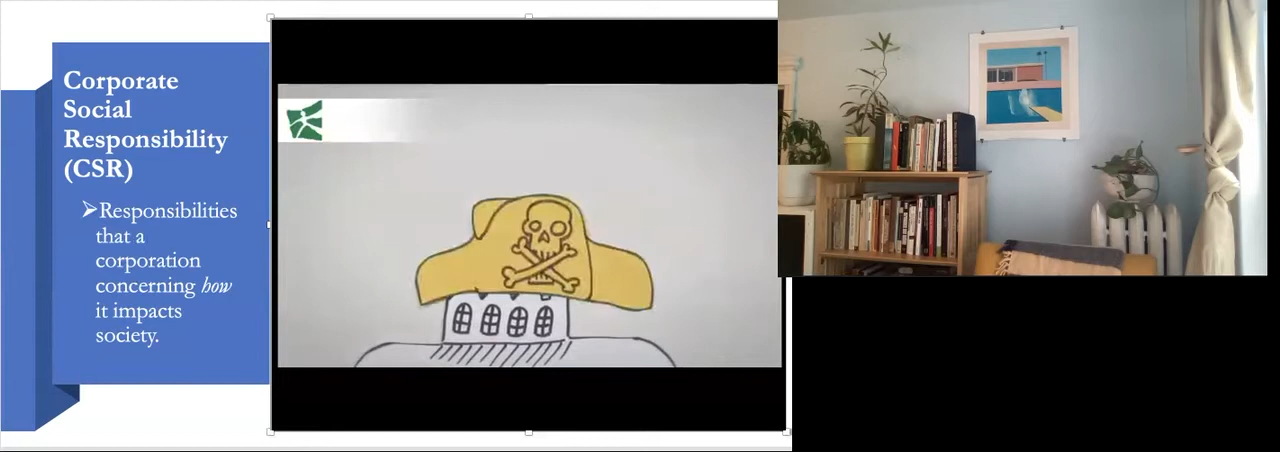 Corporate
Social
Responsibility
(CSR)
➢Responsibilities
that a
corporation
concerning how
it impacts
society.